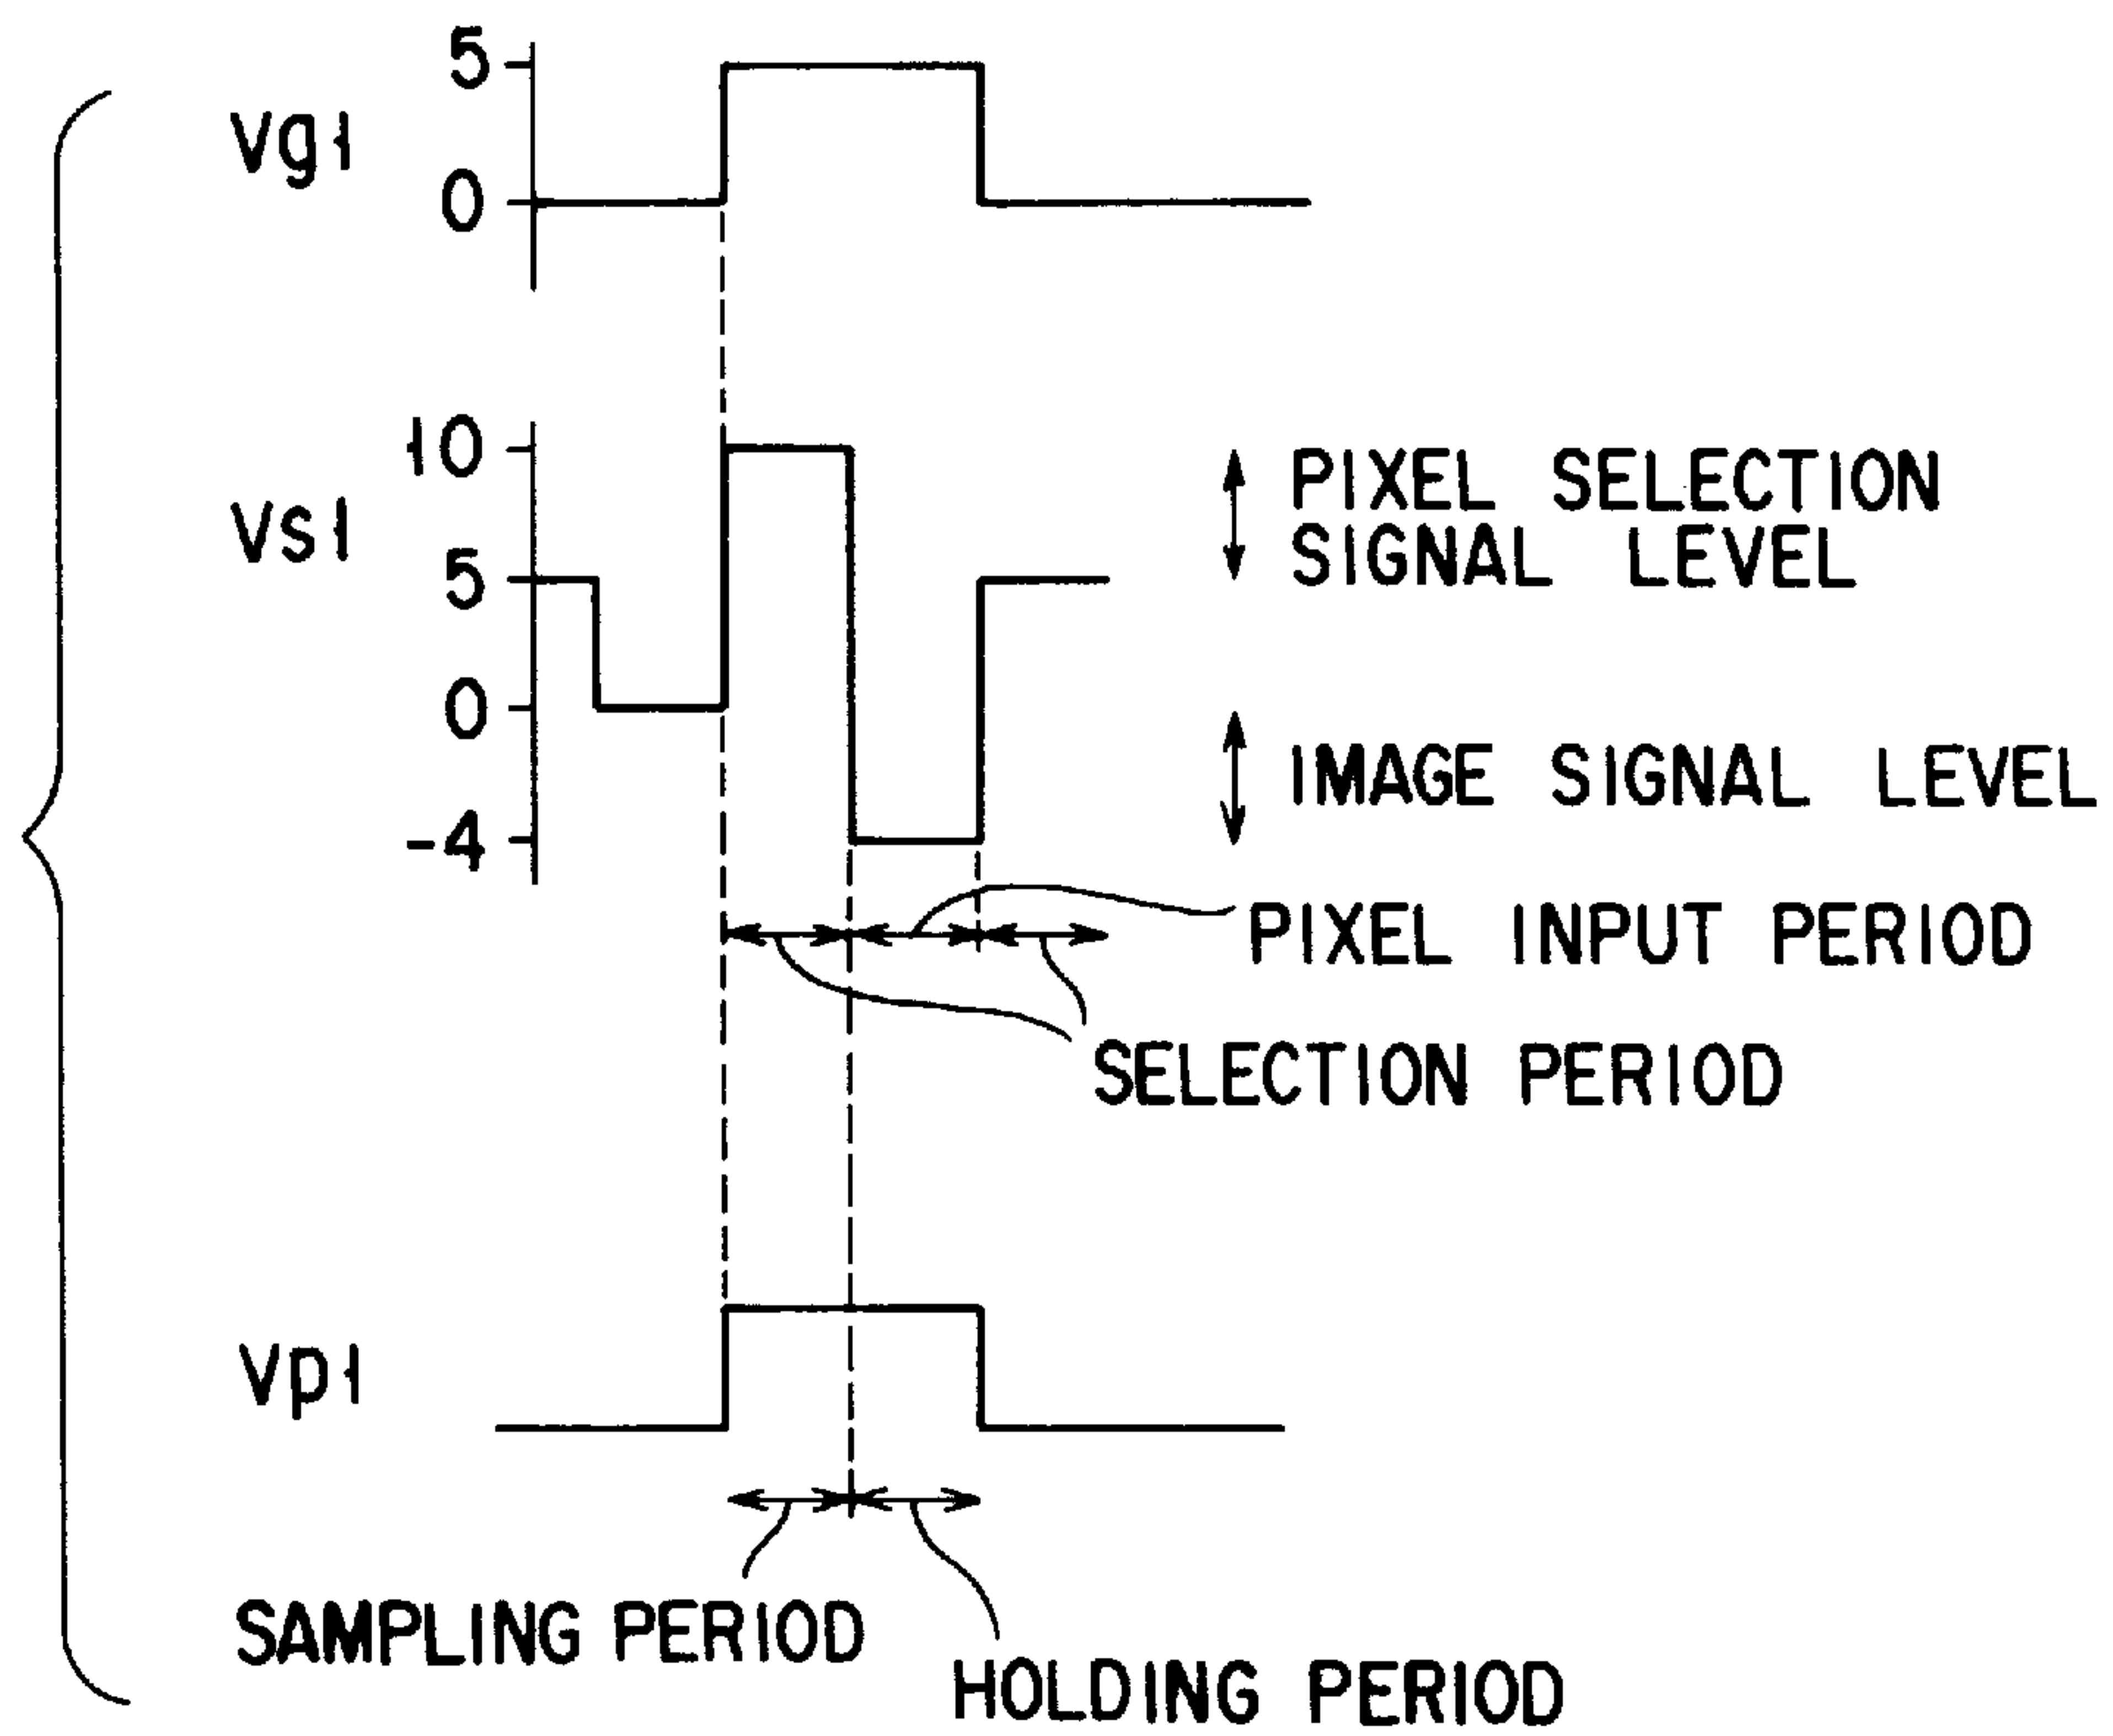 5
Vg1
0
10
PIXEL SELECTION
SIGNAL LEVEL
Vs1
5
0
IMAGE SIGNAL LEVEL
-4
PIXEL INPUT PERIOD
SELECTION PERIOD
Vp1
SAMPLING PERIOD
HOLDING PERIOD